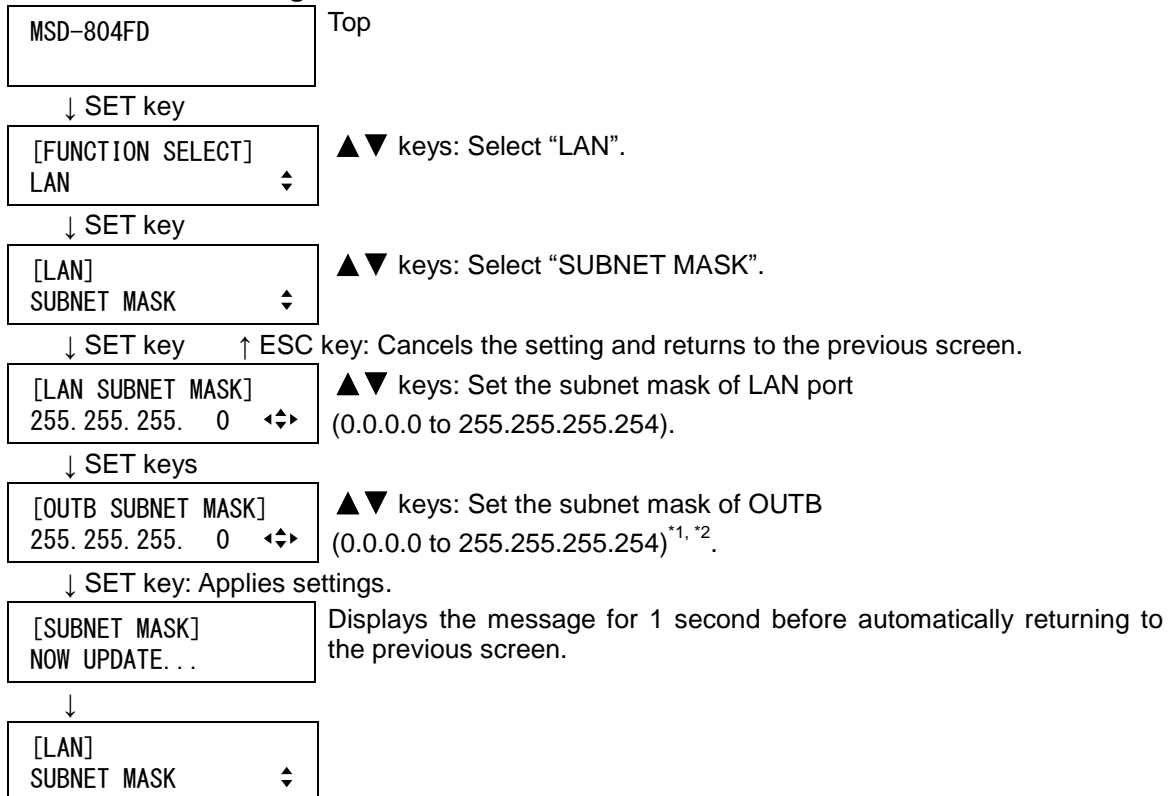 MSD-804FD
Top
↓ SET key
[FUNCTION SELECT]
LAN
▲▼ keys: Select “LAN”.
↓ SET key
[LAN]
SUBNET MASK
▲▼ keys: Select “SUBNET MASK”.
↓ SET key ↑ ESC key: Cancels the setting and returns to the previous screen.
[LAN SUBNET MASK]
255.255.255. 0
▲▼ keys: Set the subnet mask of LAN port
(0.0.0.0 to 255.255.255.254).
↓ SET keys
[OUTB SUBNET MASK]
255.255.255. 0
▲▼ keys: Set the subnet mask of OUTB
(0.0.0.0 to 255.255.255.254)*1, *2.
↓ SET key: Applies settings.
[SUBNET MASK]
NOW UPDATE...
Displays the message for 1 second before automatically returning to
the previous screen.
↓
[LAN]
SUBNET MASK